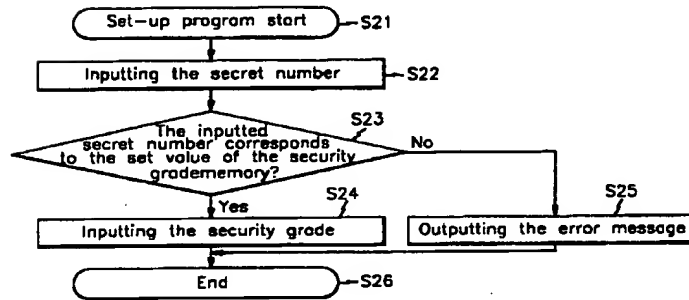 Set-up program start
S21
Inputting the secret number
S22
S23
The inputted
secret number corresponds
to the set value of the security
gradememory?
No
Yes
S24
Inputting the security grade
S25
Outputting the error message
End
S26